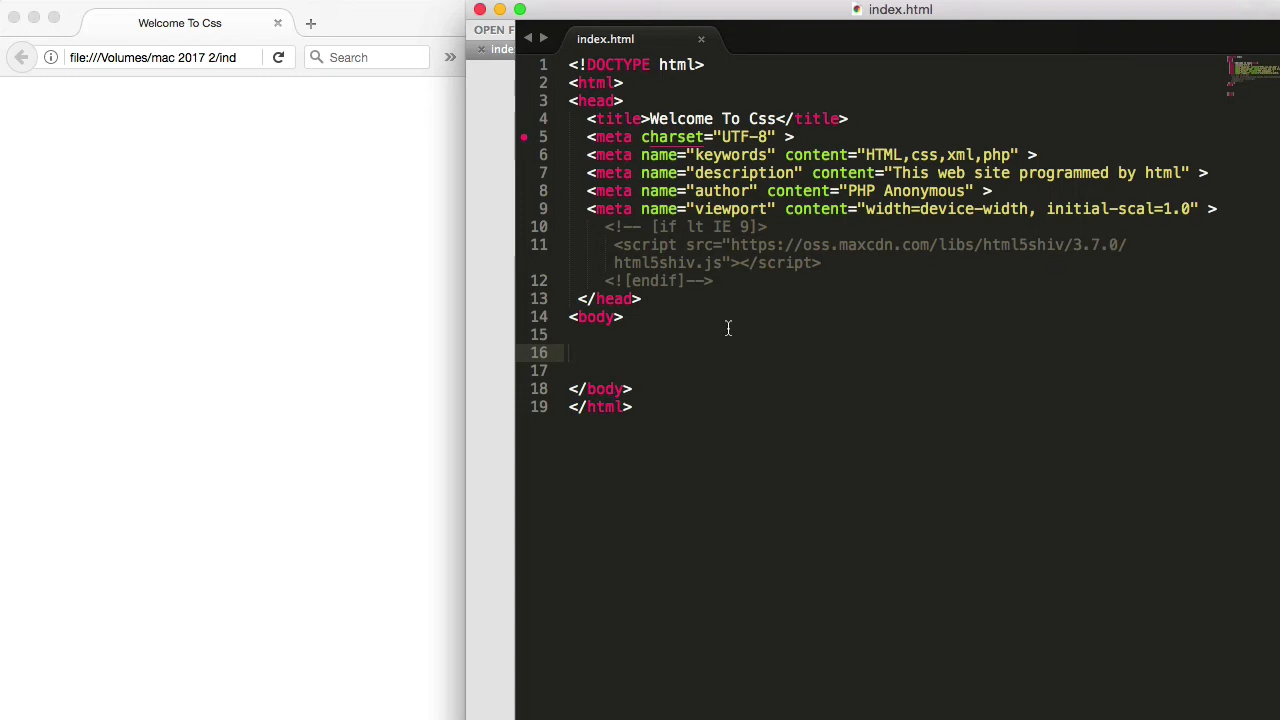 Welcome To Css
file:///Volumes/mac 2017 2/ind
Search
index.html
OPEN F
inde
index.html
1 <!DOCTYPE html>
2 <html>
3 <head>
4 <title>Welcome To Css</title>
5 <meta charset="UTF-8" >
6 <meta name="keywords" content="HTML,css,xml,php" >
7 <meta name="description" content="This web site programmed by html" >
8 <meta name="author" content="PHP Anonymous" >
9 <meta name="viewport" content="width=device-width, initial-scal=1.0" >
10 <!-- [if lt IE 9]>
11 <script src="https://oss.maxcdn.com/libs/html5shiv/3.7.0/
html5shiv.js"></script>
12 <![endif]-->
13 </head>
14 <body>
15
16
17
18 </body>
19 </html>